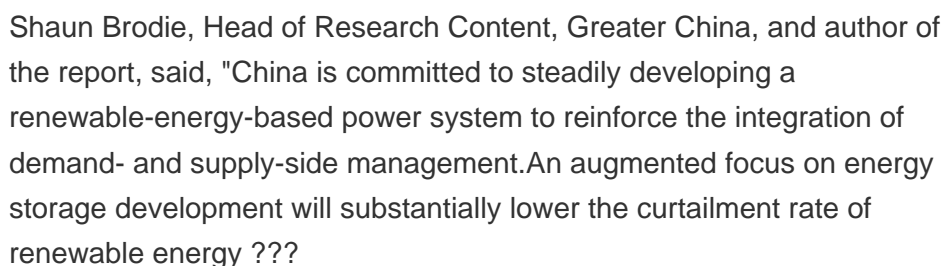 Shaun Brodie, Head of Research Content, Greater China, and author of
the report, said, "China is committed to steadily developing a
renewable-energy-based power system to reinforce the integration of
demand- and supply-side management.An augmented focus on energy
storage development will substantially lower the curtailment rate of
renewable energy ???